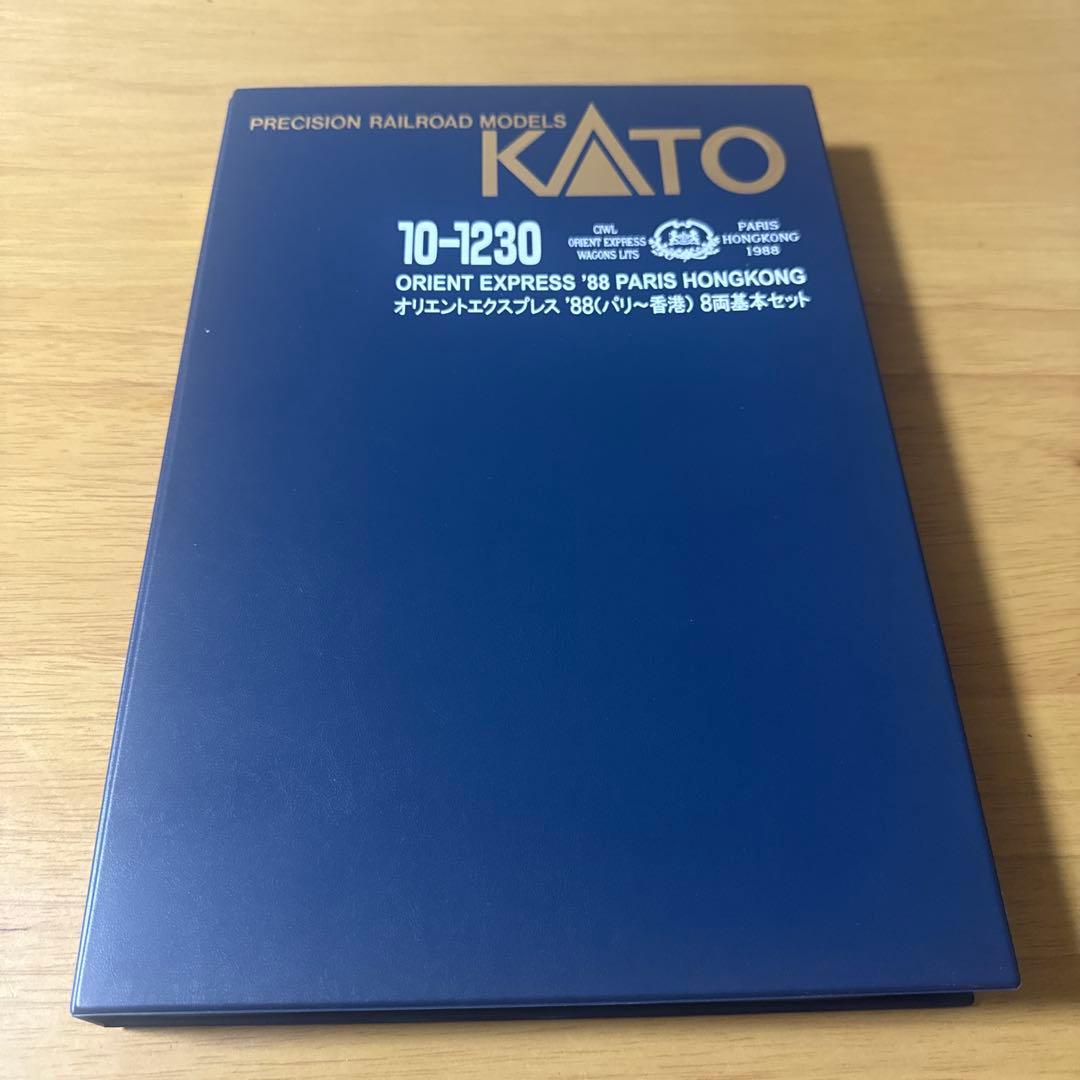 PRECISION RAILROAD MODELS
KATO
10-1230
CIWL
ORIENT EXPRESS
WAGONS LITS
PARIS
HONGKONG
1988
ORIENT EXPRESS '88 PARIS HONGKONG
オリエントエクスプレス '88(パリ～香港) 8両基本セット